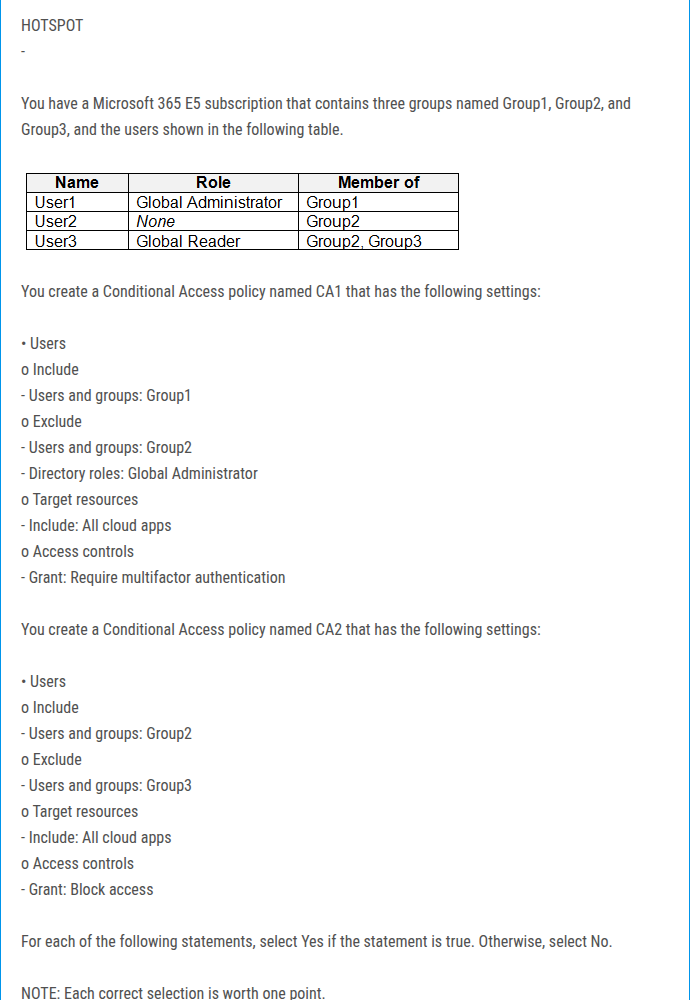 HOTSPOT
-
You have a Microsoft 365 E5 subscription that contains three groups named Group1, Group2, and
Group3, and the users shown in the following table.
Name Role Member of
User1 Global Administrator Group1
User2 None Group2
User3 Global Reader Group2, Group3
You create a Conditional Access policy named CA1 that has the following settings:
• Users
o Include
- Users and groups: Group1
o Exclude
- Users and groups: Group2
- Directory roles: Global Administrator
o Target resources
- Include: All cloud apps
o Access controls
- Grant: Require multifactor authentication
You create a Conditional Access policy named CA2 that has the following settings:
• Users
o Include
- Users and groups: Group2
o Exclude
- Users and groups: Group3
o Target resources
- Include: All cloud apps
o Access controls
- Grant: Block access
For each of the following statements, select Yes if the statement is true. Otherwise, select No.
NOTE: Each correct selection is worth one point.